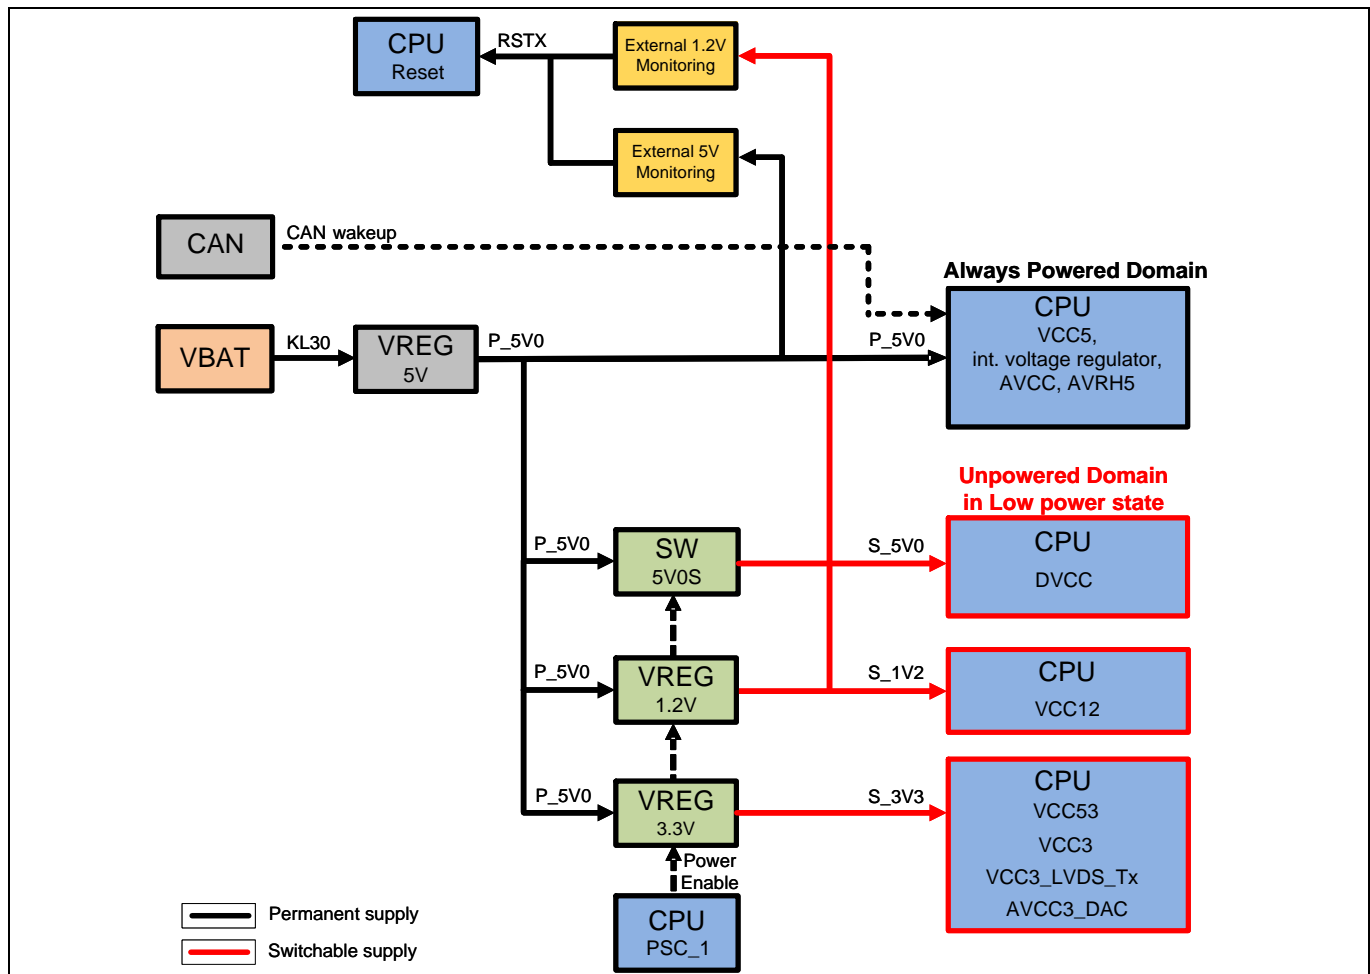 CPU
Reset
RSTX
External 1.2V
Monitoring
External 5V
Monitoring
CAN
CAN wakeup
Always Powered Domain
CPU
VCC5,
int. voltage regulator,
AVCC, AVRH5
VBAT
KL30
VREG
5V
P_5V0
P_5V0
Unpowered Domain
in Low power state
P_5V0
SW
5V0S
S_5V0
CPU
DVCC
P_5V0
VREG
1.2V
S_1V2
CPU
VCC12
P_5V0
VREG
3.3V
S_3V3
CPU
VCC53
VCC3
VCC3_LVDS_Tx
AVCC3_DAC
Power
Enable
CPU
PSC_1
Permanent supply
Switchable supply